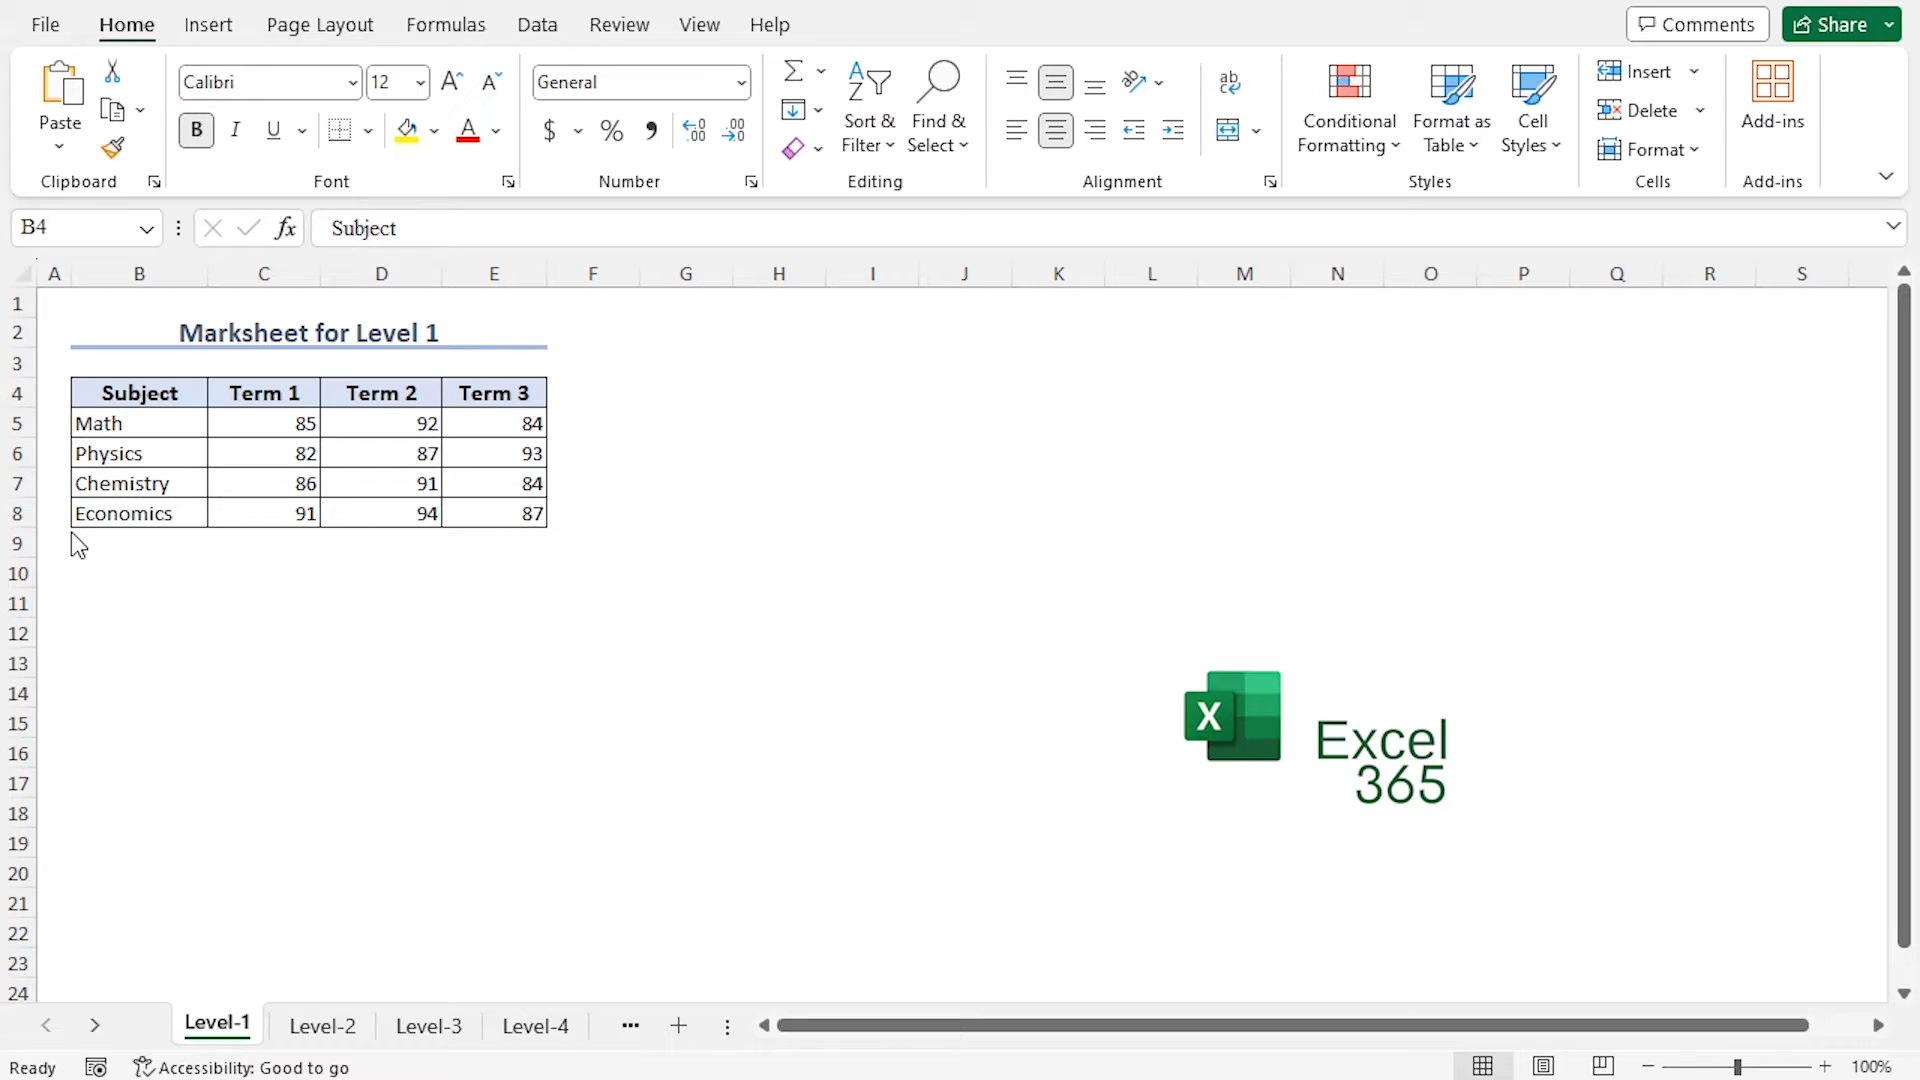 File Home Insert Page Layout Formulas Data Review View Help Comments Share
Calibri 12 General
Paste B I U $ % Sort & Filter Find & Select ab Conditional Formatting Format as Table Cell Styles Insert Delete Format Add-ins
Clipboard Font Number Editing Alignment Styles Cells Add-ins
B4 fx Subject
A B C D E F G H I J K L M N O P Q R S
1
2 Marksheet for Level 1
3
4 Subject Term 1 Term 2 Term 3
5 Math 85 92 84
6 Physics 82 87 93
7 Chemistry 86 91 84
8 Economics 91 94 87
9
10
11
12
13
14
15 X Excel
16
17 365
18
19
20
21
22
23
24
Level-1 Level-2 Level-3 Level-4 ... +
Ready Accessibility: Good to go 100%